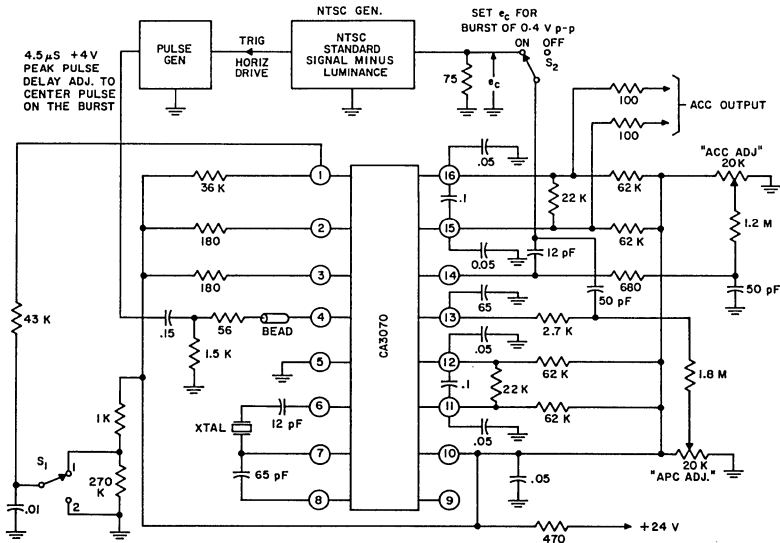 NTSC GEN.
SET ec FOR
BURST OF 0.4 V p-p
ON OFF
S2
4.5µS +4V
PEAK PULSE
DELAY ADJ. TO
CENTER PULSE
ON THE BURST
PULSE
GEN
TRIG
HORIZ
DRIVE
NTSC
STANDARD
SIGNAL MINUS
LUMINANCE
75
ec
100
100
ACC OUTPUT
.05
"ACC ADJ"
20K
36 K
1
16
62 K
.1
22 K
1.2 M
180
2
15
62 K
0.05
12 pF
180
3
14
680
50 pF
50 pF
43 K
.15
56
BEAD
4
CA3070
65
13
2.7 K
1.5 K
.05
1.8 M
5
12
62 K
.1
22 K
1K
XTAL
12 pF
6
11
62 K
.05
S1
1
2
270
K
7
10
20 K
"APC ADJ."
65 pF
.05
.01
8
9
470
+24 V